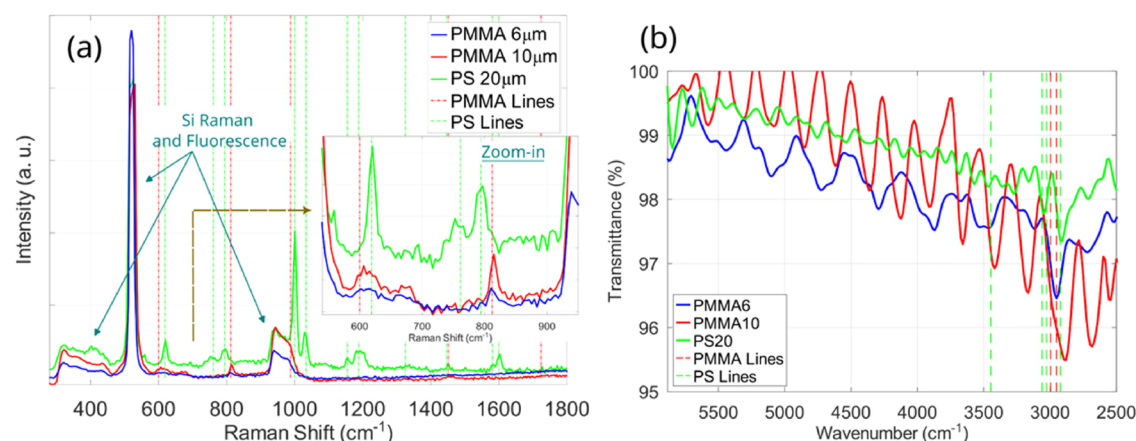 (a)
PMMA 6μm
PMMA 10μm
PS 20μm
PMMA Lines
PS Lines
Si Raman
and Fluorescence
Zoom-in
600 700 800 900
Raman Shift (cm-1)
Intensity (a. u.)
400 600 800 1000 1200 1400 1600 1800
Raman Shift (cm-1)
(b)
100
99
98
97
96
95
Transmittance (%)
PMMA6
PMMA10
PS20
PMMA Lines
PS Lines
5500 5000 4500 4000 3500 3000 2500
Wavenumber (cm-1)